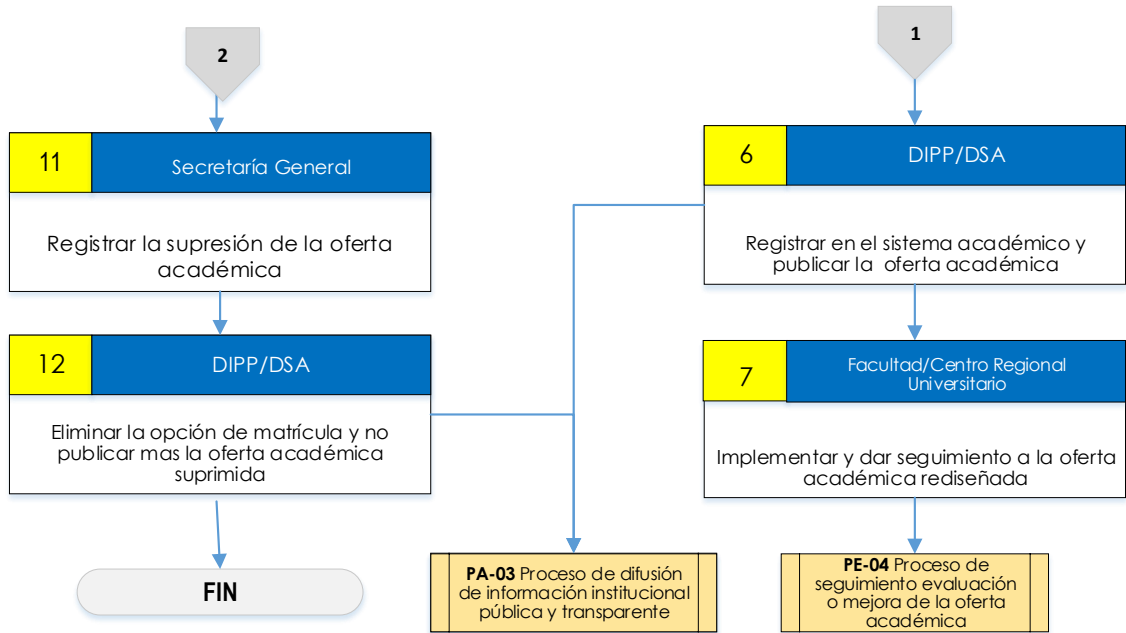 2
11
Secretaría General
Registrar la supresión de la oferta
académica
12
DIPP/DSA
Eliminar la opción de matrícula y no
publicar mas la oferta académica
suprimida
FIN
1
6
DIPP/DSA
Registrar en el sistema académico y
publicar la oferta académica
7
Facultad/Centro Regional
Universitario
Implementar y dar seguimiento a la oferta
académica rediseñada
PA-03 Proceso de difusión
de información institucional
pública y transparente
PE-04 Proceso de
seguimiento evaluación
o mejora de la oferta
académica